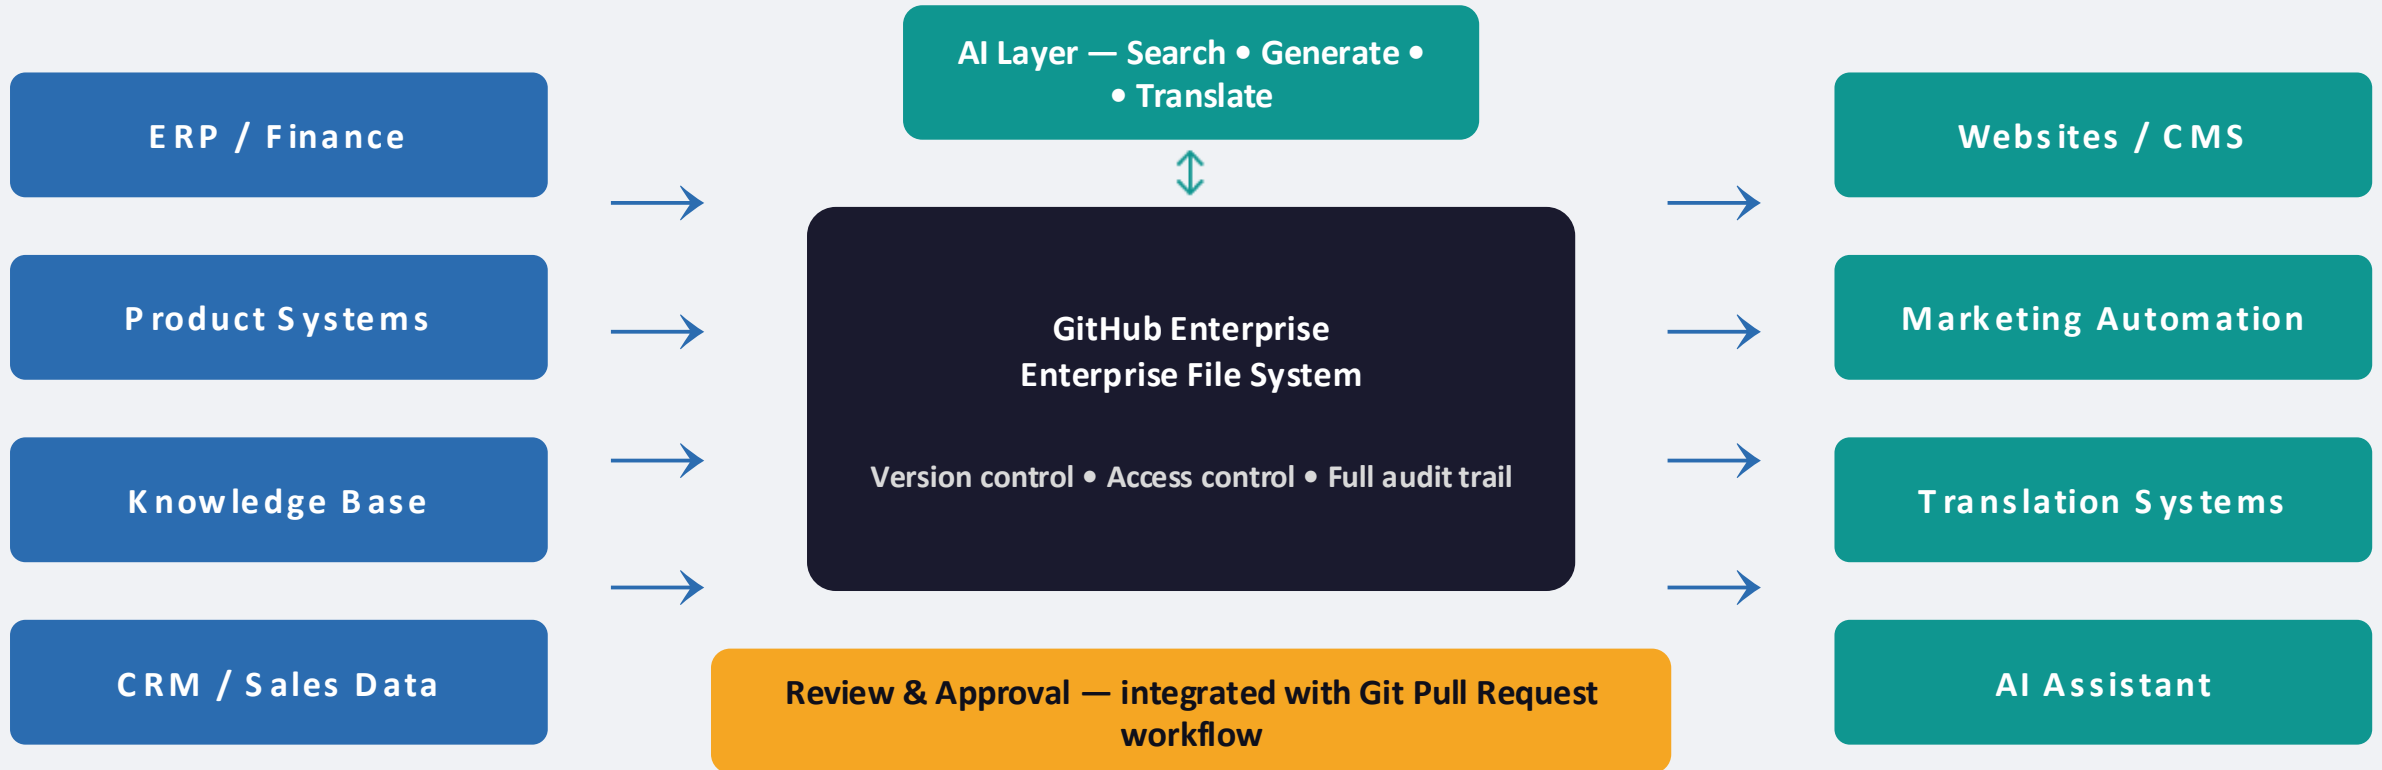 AI Layer — Search • Generate •
• Translate
ERP / Finance
Product Systems
Knowledge Base
CRM / Sales Data
GitHub Enterprise
Enterprise File System
Version control • Access control • Full audit trail
Review & Approval — integrated with Git Pull Request
workflow
Websites / CMS
Marketing Automation
Translation Systems
AI Assistant